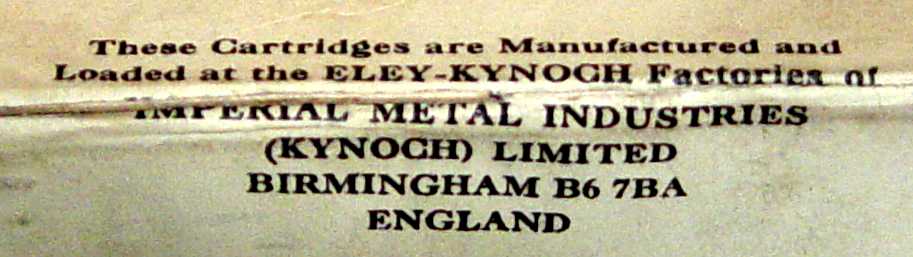 These Cartridges are Manufactured and
Loaded at the ELEY-KYNOCH Factories of
IMPERIAL METAL INDUSTRIES
(KYNOCH) LIMITED
BIRMINGHAM B6 7BA
ENGLAND